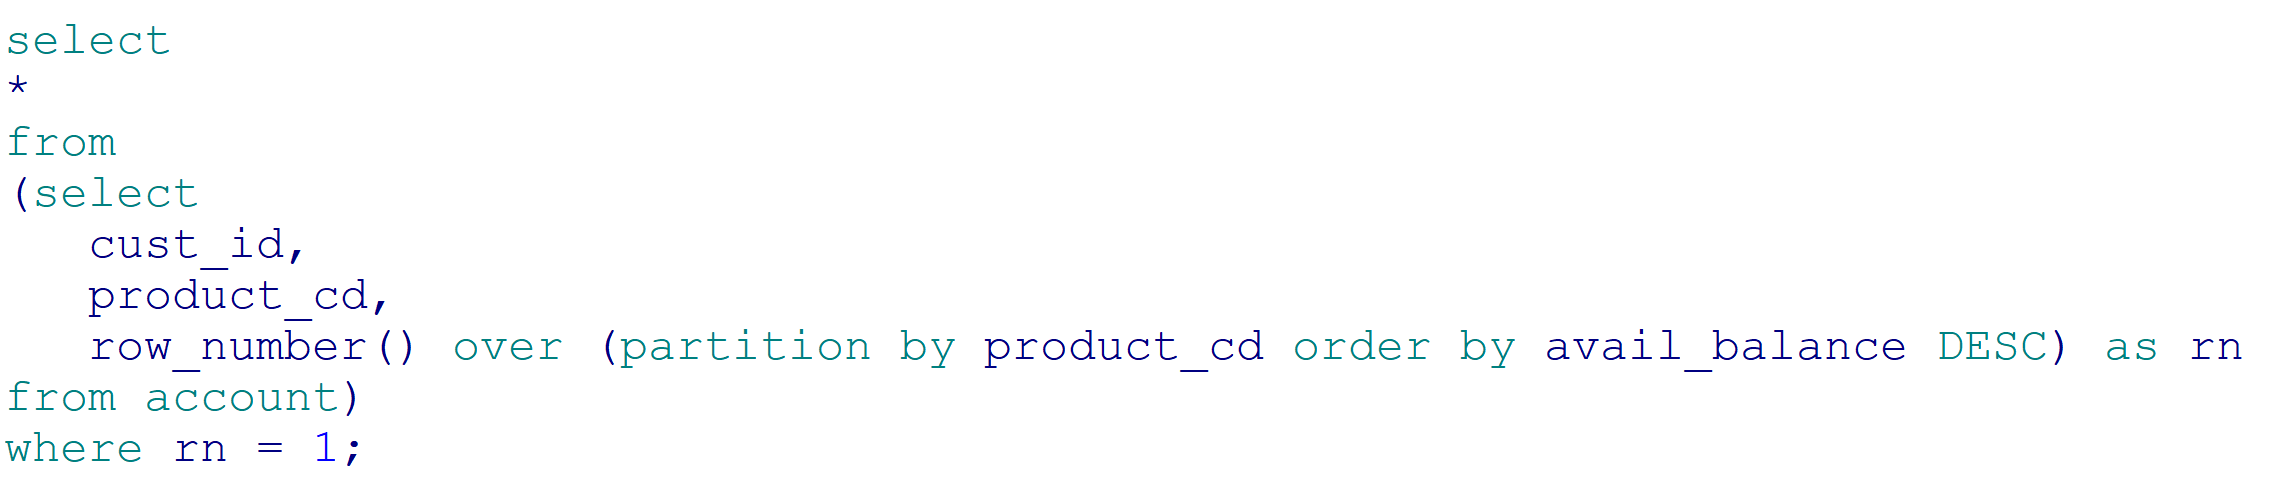 select
*
from
(select
   cust_id,
   product_cd,
   row_number() over (partition by product_cd order by avail_balance DESC) as rn
from account)
where rn = 1;